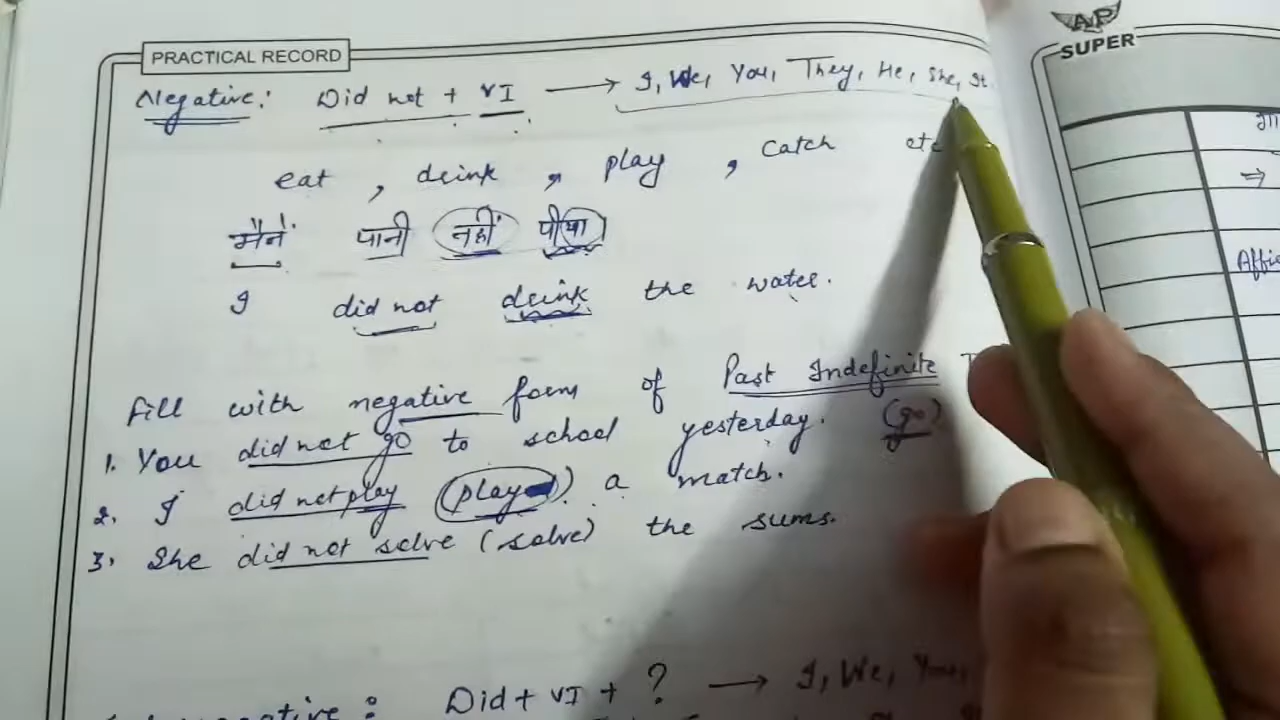 PRACTICAL RECORD
Negative: Did not + VI → I, We, You, They, He, She, It
eat , drink , play , catch etc
मैंने पानी नहीं पीया।
I did not drink the water.
Fill with negative form of Past Indefinite T
1. You did not go to school yesterday. (go)
2. I did not play (play) a match.
3. She did not solve (solve) the sums.
: Did + VI + ? → I, We, You,
AP
SUPER
⇒